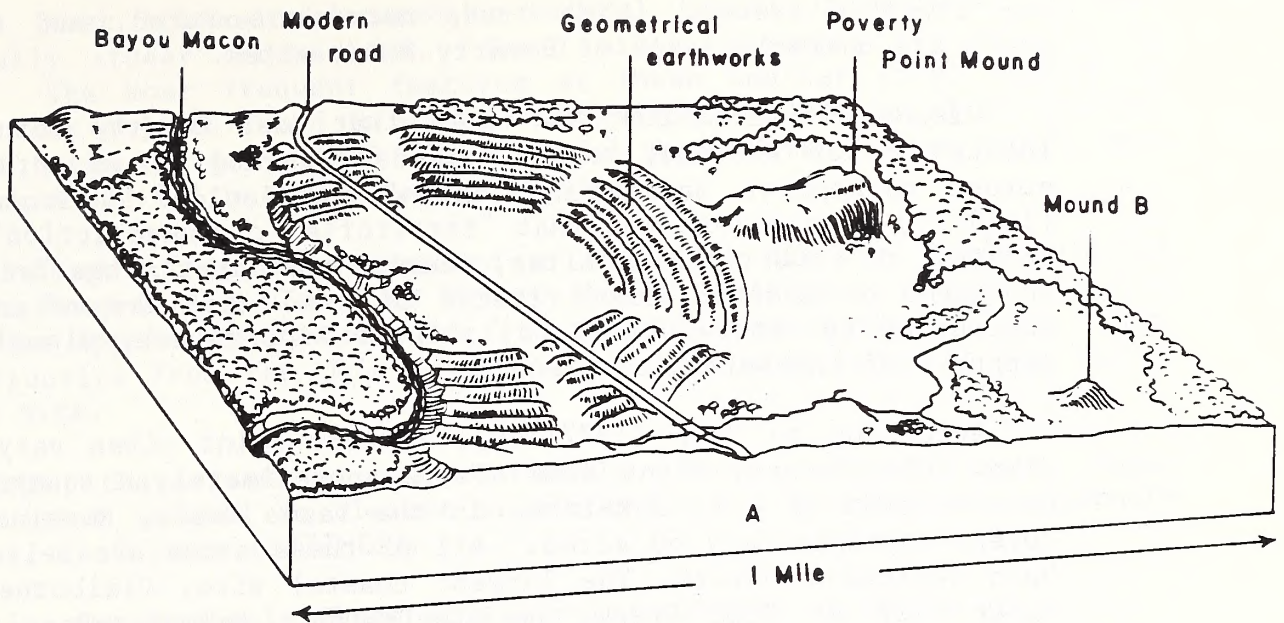 Bayou Macon
Modern
road
Geometrical
earthworks
Poverty
Point Mound
Mound B
A
1 Mile